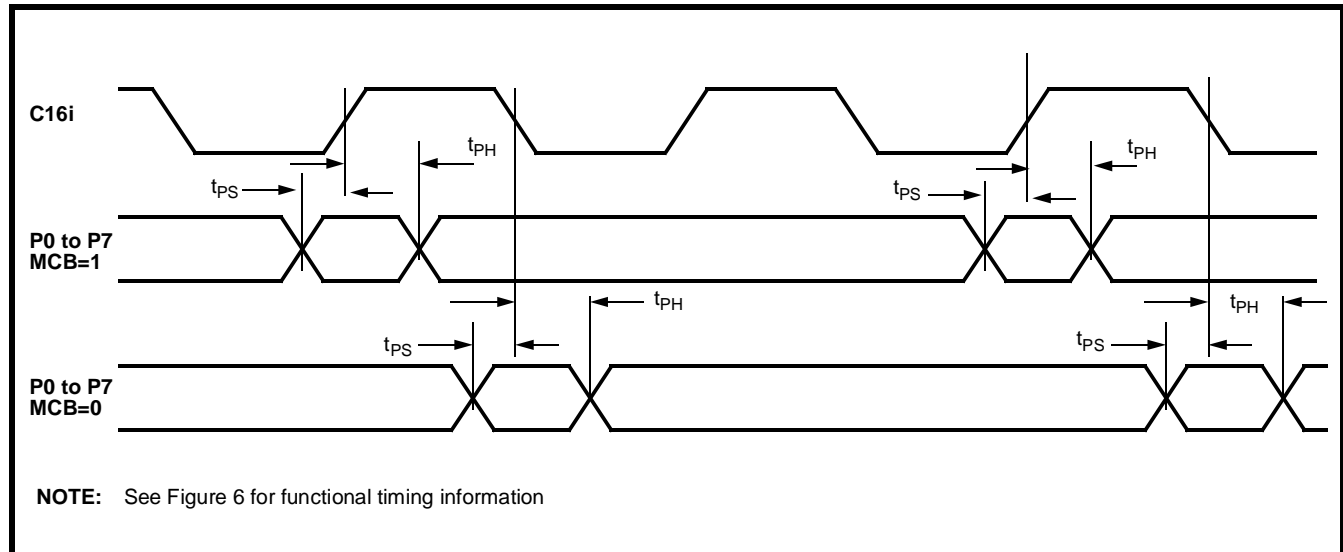 C16i
tPH
tPH
tPS
tPS
P0 to P7
MCB=1
tPH
tPH
tPS
tPS
P0 to P7
MCB=0
NOTE: See Figure 6 for functional timing information